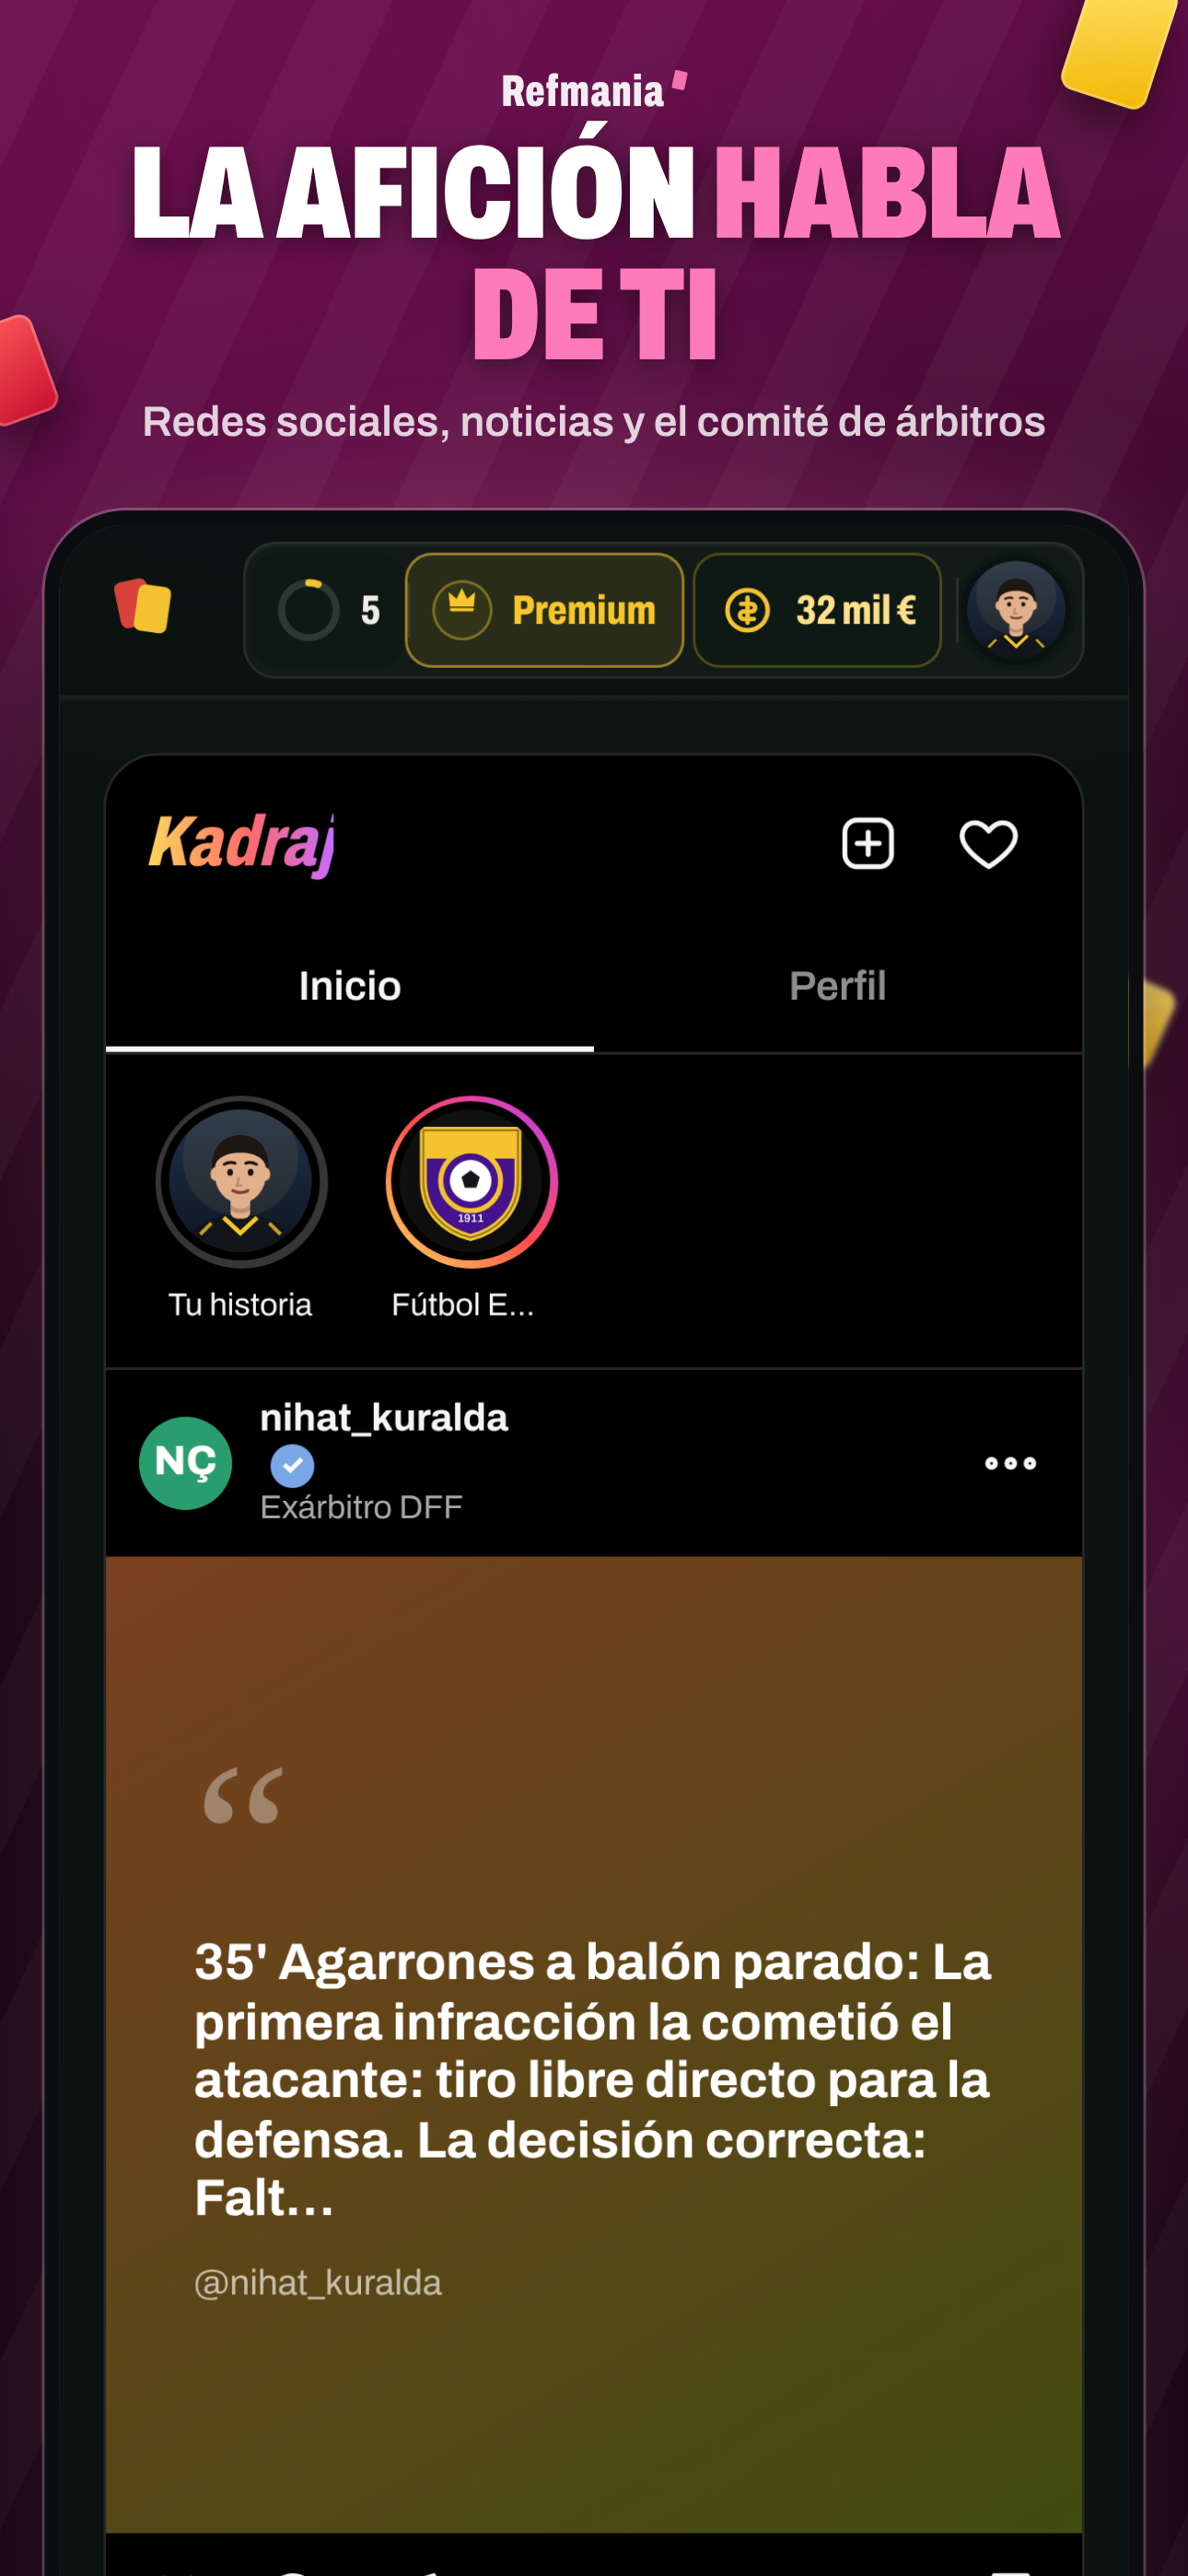 Refmania
LA AFICIÓN HABLA
DE TI
Redes sociales, noticias y el comité de árbitros
5
Premium
32 mil €
Kadraj
Inicio
Perfil
1911
Tu historia
Fútbol E...
NÇ
nihat_kuralda
Exárbitro DFF
“
35' Agarrones a balón parado: La
primera infracción la cometió el
atacante: tiro libre directo para la
defensa. La decisión correcta:
Falt...
@nihat_kuralda